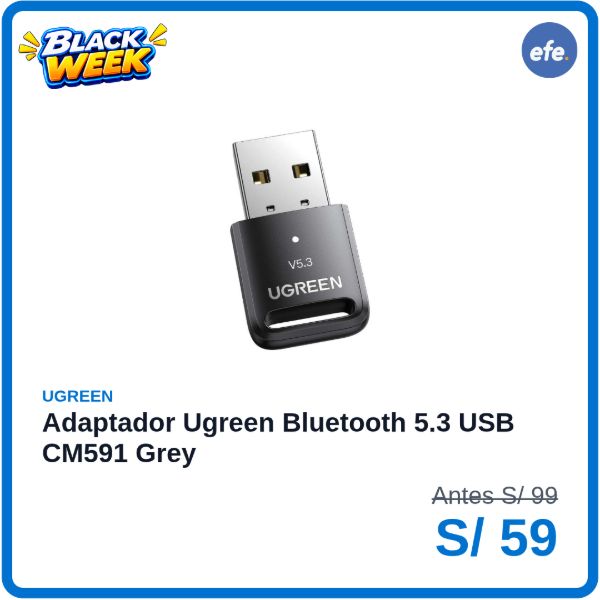 BLACK
WEEK
efe.
V5.3
UGREEN
UGREEN
Adaptador Ugreen Bluetooth 5.3 USB
CM591 Grey
Antes S/ 99
S/ 59